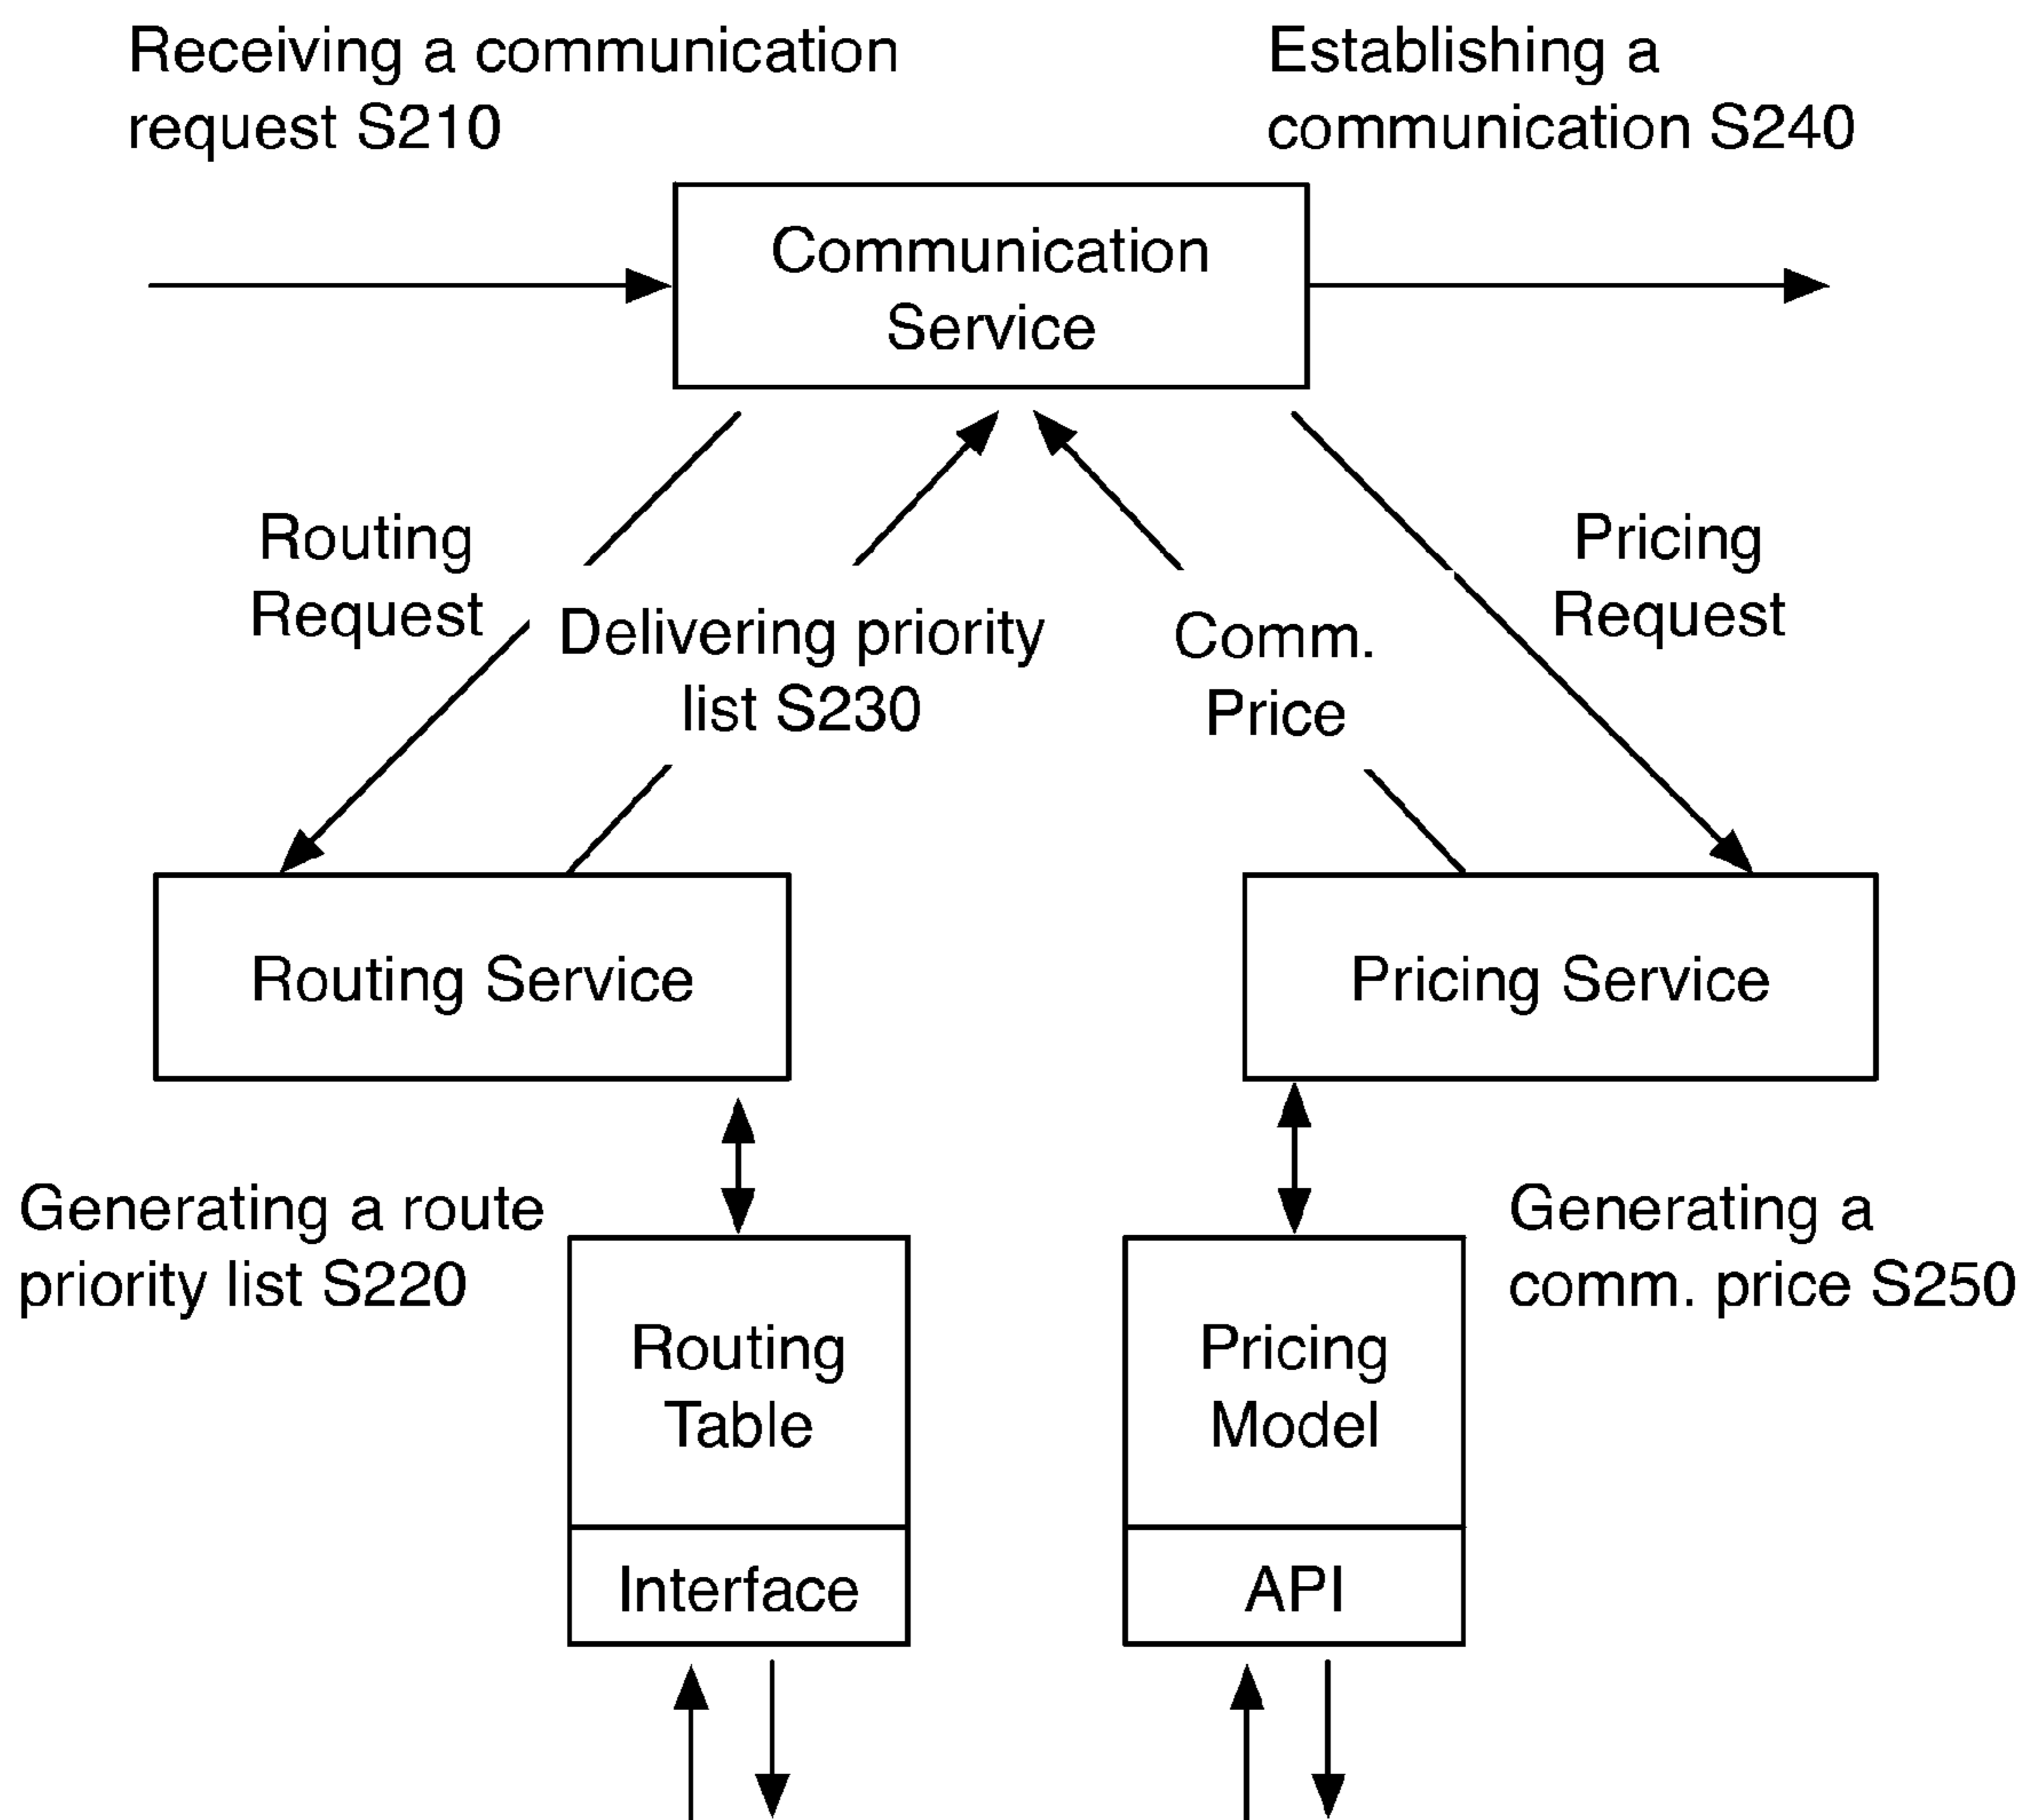 Receiving a communication
request S210
Establishing a
communication S240
Communication
Service
Routing
Request
Delivering priority
list S230
Comm.
Price
Pricing
Request
Routing Service
Pricing Service
Generating a route
priority list S220
Generating a
comm. price S250
Routing
Table
Interface
Pricing
Model
API